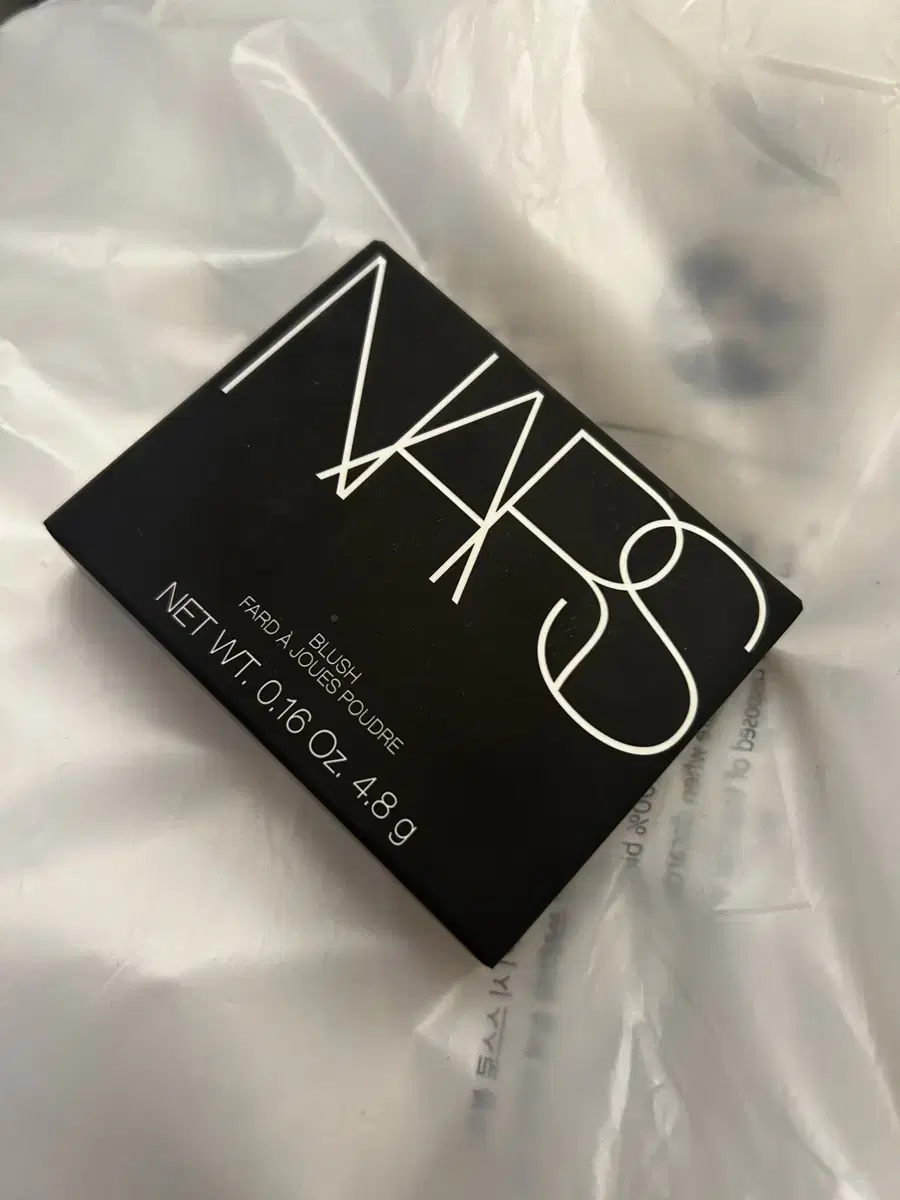 NARS
BLUSH
FARD À JOUES POUDRE
NET WT. 0.16 Oz. 4.8 g